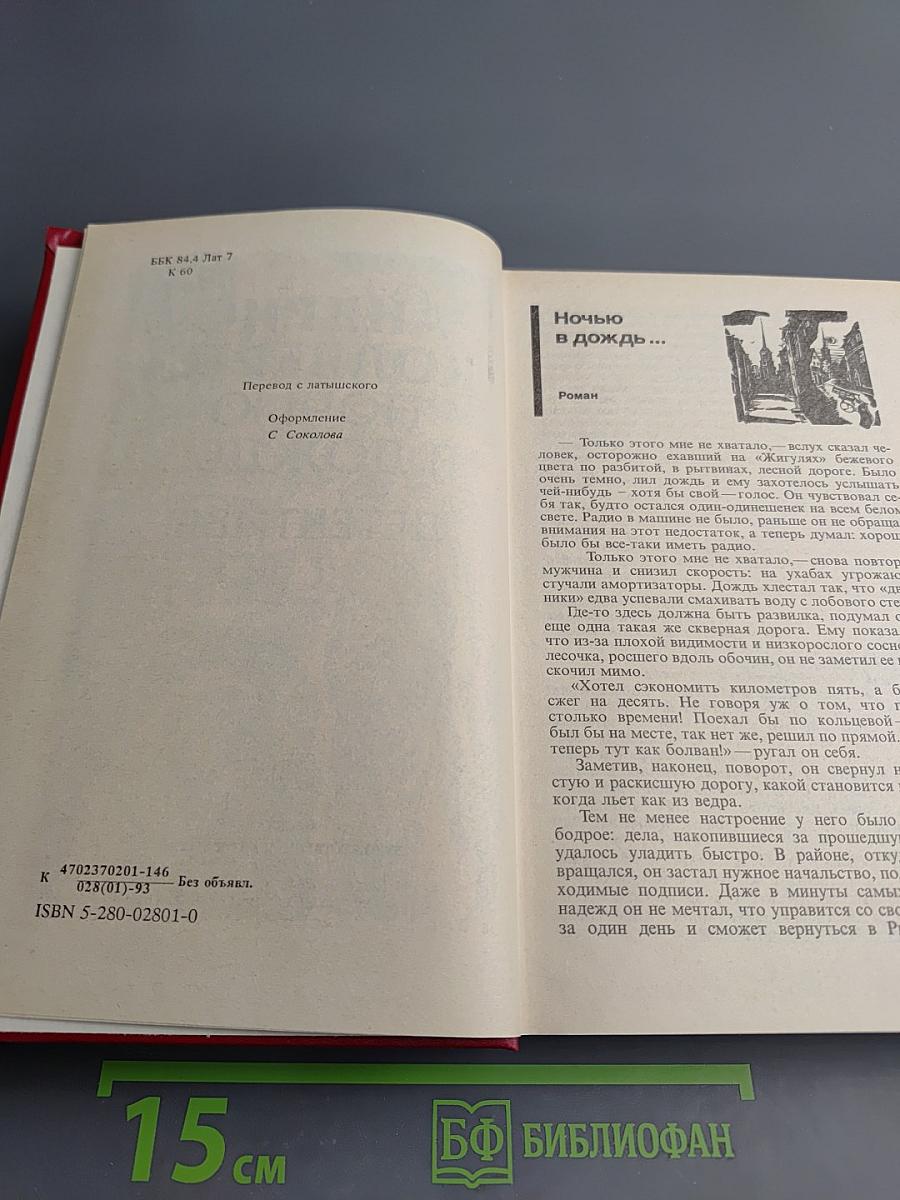 ББК 84.4 Лат 7
К 60
Перевод с латышского
Оформление
С Соколова
К 4702370201-146
028(01)-93 Без объявл.
ISBN 5-280-02801-0
Ночью
в дождь...
Роман
— Только этого мне не хватало,— вслух сказал че-
ловек, осторожно ехавший на «Жигулях» бежевого
цвета по разбитой, в рытвинах, лесной дороге. Было
очень темно, лил дождь и ему захотелось услышать
чей-нибудь – хотя бы свой — голос. Он чувствовал се-
бя так, будто остался один-одинешенек на всем белом
свете. Радио в машине не было, раньше он не обраща
внимания на этот недостаток, а теперь думал: хорош
было бы все-таки иметь радио.
Только этого мне не хватало,— снова повтор
мужчина и снизил скорость: на ухабах угрожаю
стучали амортизаторы. Дождь хлестал так, что «дв
ники» едва успевали смахивать воду с лобового сте
Где-то здесь должна быть развилка, подумал о
еще одна такая же скверная дорога. Ему показа
что из-за плохой видимости и низкорослого сосно
лесочка, росшего вдоль обочин, он не заметил ее
скочил мимо.
«Хотел сэкономить километров пять, а б
сжег на десять. Не говоря уж о том, что п
столько времени! Поехал бы по кольцевой —
был бы на месте, так нет же, решил по прямой.
теперь тут как болван!» — ругал он себя.
Заметив, наконец, поворот, он свернул н
стую и раскисшую дорогу, какой становится
когда льет как из ведра.
Тем не менее настроение у него было
бодрое: дела, накопившиеся за прошедшу
удалось уладить быстро. В районе, отку
вращался, он застал нужное начальство, по
ходимые подписи. Даже в минуты самых
надежд он не мечтал, что управится со сво
за один день и сможет вернуться в Р
15 см
БФ БИБЛИОФАН